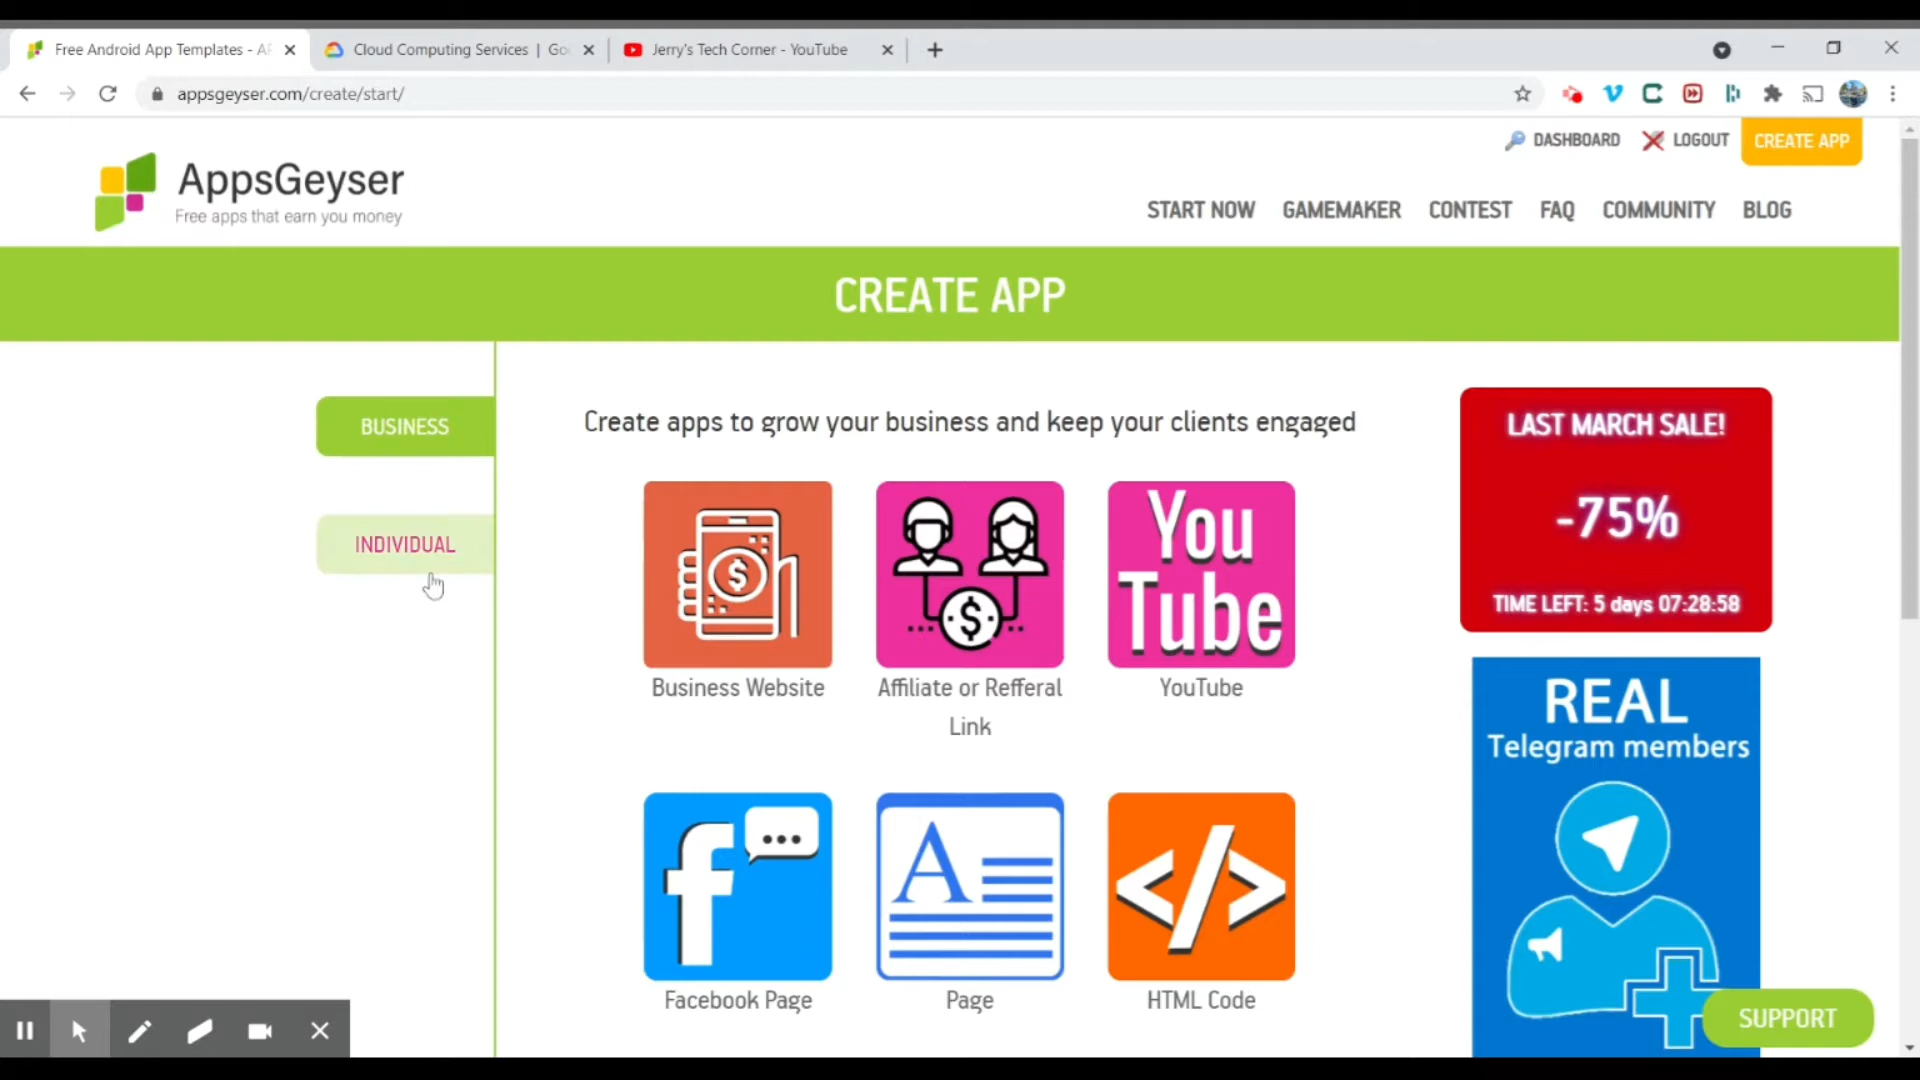 Free Android App Templates - AF
Cloud Computing Services | Go
Jerry's Tech Corner - YouTube
appsgeyser.com/create/start/
DASHBOARD
LOGOUT
CREATE APP
AppsGeyser
Free apps that earn you money
START NOW
GAMEMAKER
CONTEST
FAQ
COMMUNITY
BLOG
CREATE APP
BUSINESS
INDIVIDUAL
Create apps to grow your business and keep your clients engaged
You
Tube
Business Website
Affiliate or Refferal
Link
YouTube
Facebook Page
Page
HTML Code
LAST MARCH SALE!
-75%
TIME LEFT: 5 days 07:28:58
REAL
Telegram members
SUPPORT